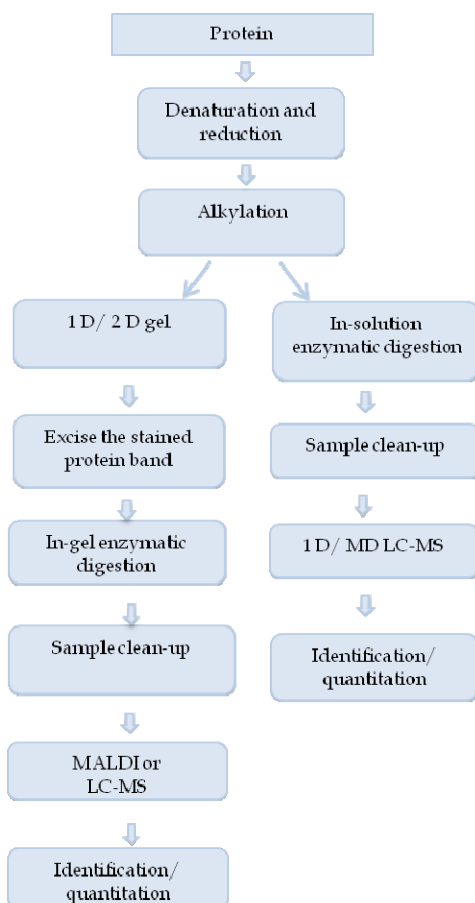 Protein
Denaturation and
reduction
Alkylation
1 D/ 2 D gel
Excise the stained
protein band
In-gel enzymatic
digestion
Sample clean-up
MALDI or
LC-MS
Identification/
quantitation
In-solution
enzymatic digestion
Sample clean-up
1 D/ MD LC-MS
Identification/
quantitation